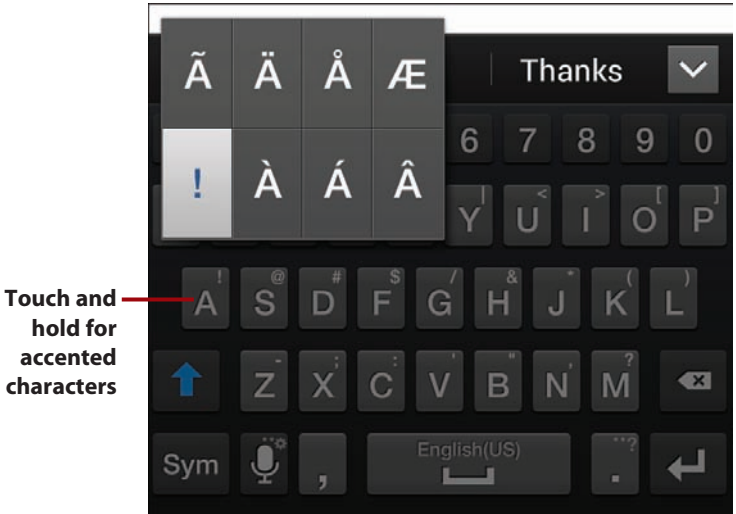 Ã Ä Å Æ
Thanks
6 7 8 9 0
! À Á Â
Y | U < I > O [ P ]
A ! S @ D # F $ G / H & J * K ( L )
Touch and
hold for
accented
characters
Z - X ; C : V ' B " N , M ?
Sym , English(US) .